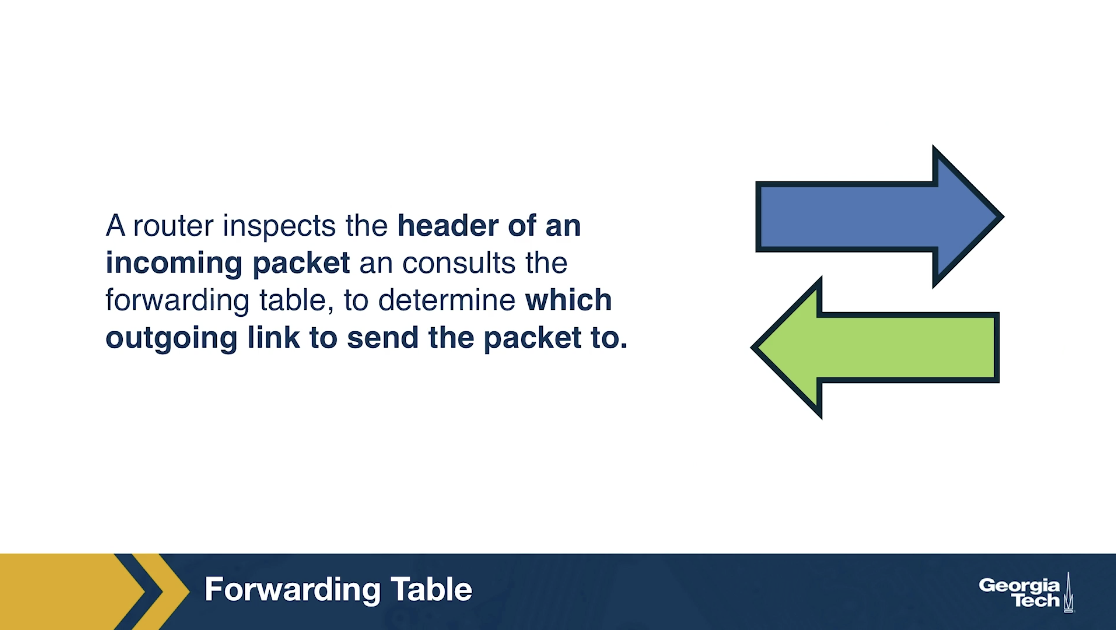 A router inspects the header of an
incoming packet an consults the
forwarding table, to determine which
outgoing link to send the packet to.
Forwarding Table
Georgia
Tech